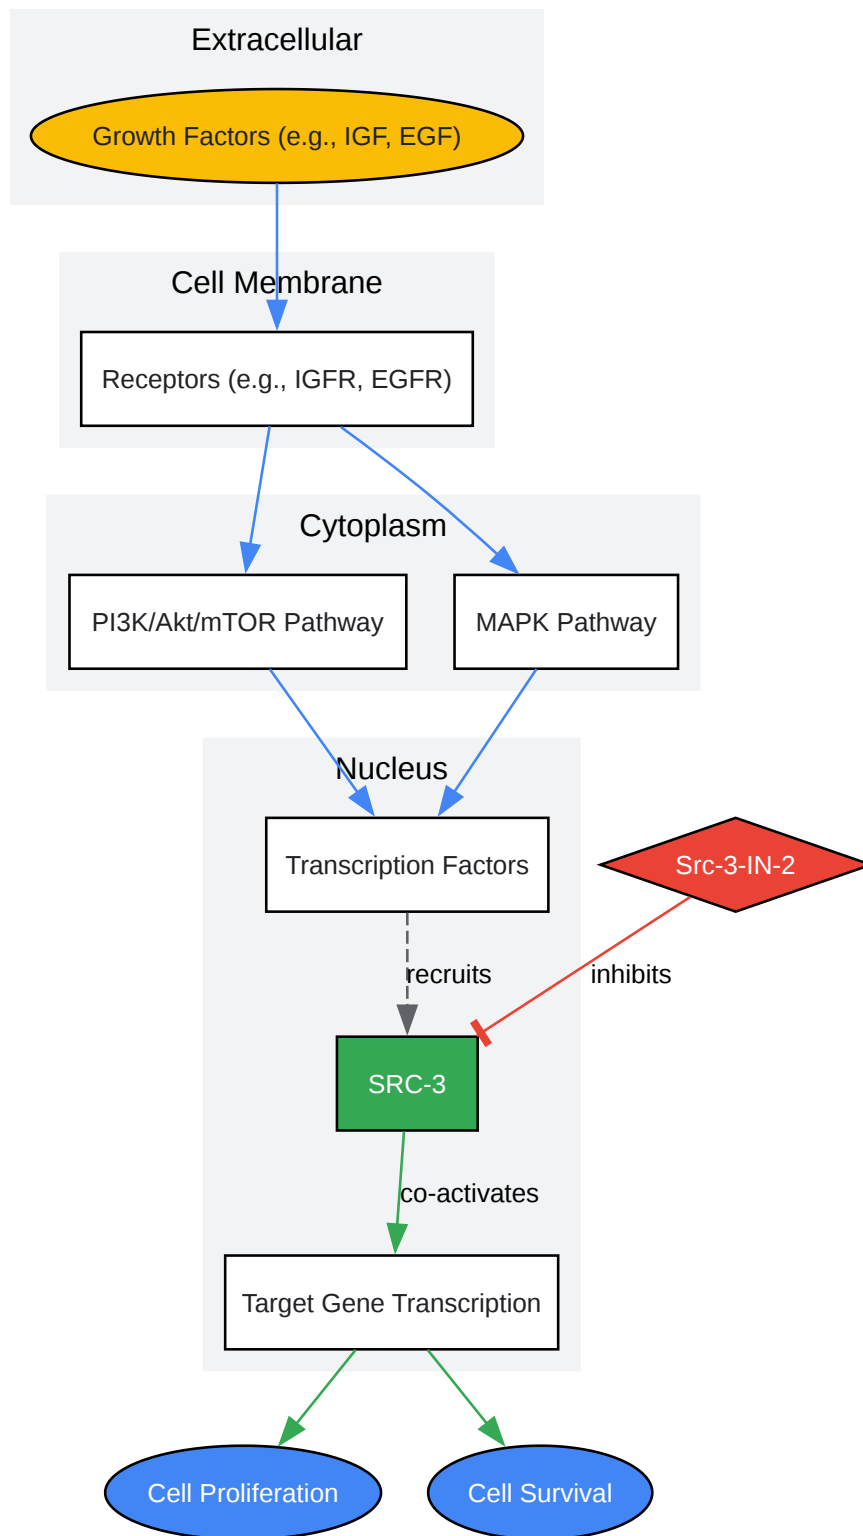 Extracellular
Growth Factors (e.g., IGF, EGF)
Cell Membrane
Receptors (e.g., IGFR, EGFR)
Cytoplasm
PI3K/Akt/mTOR Pathway
MAPK Pathway
Nucleus
Transcription Factors
Src-3-IN-2
recruits
inhibits
SRC-3
co-activates
Target Gene Transcription
Cell Proliferation
Cell Survival